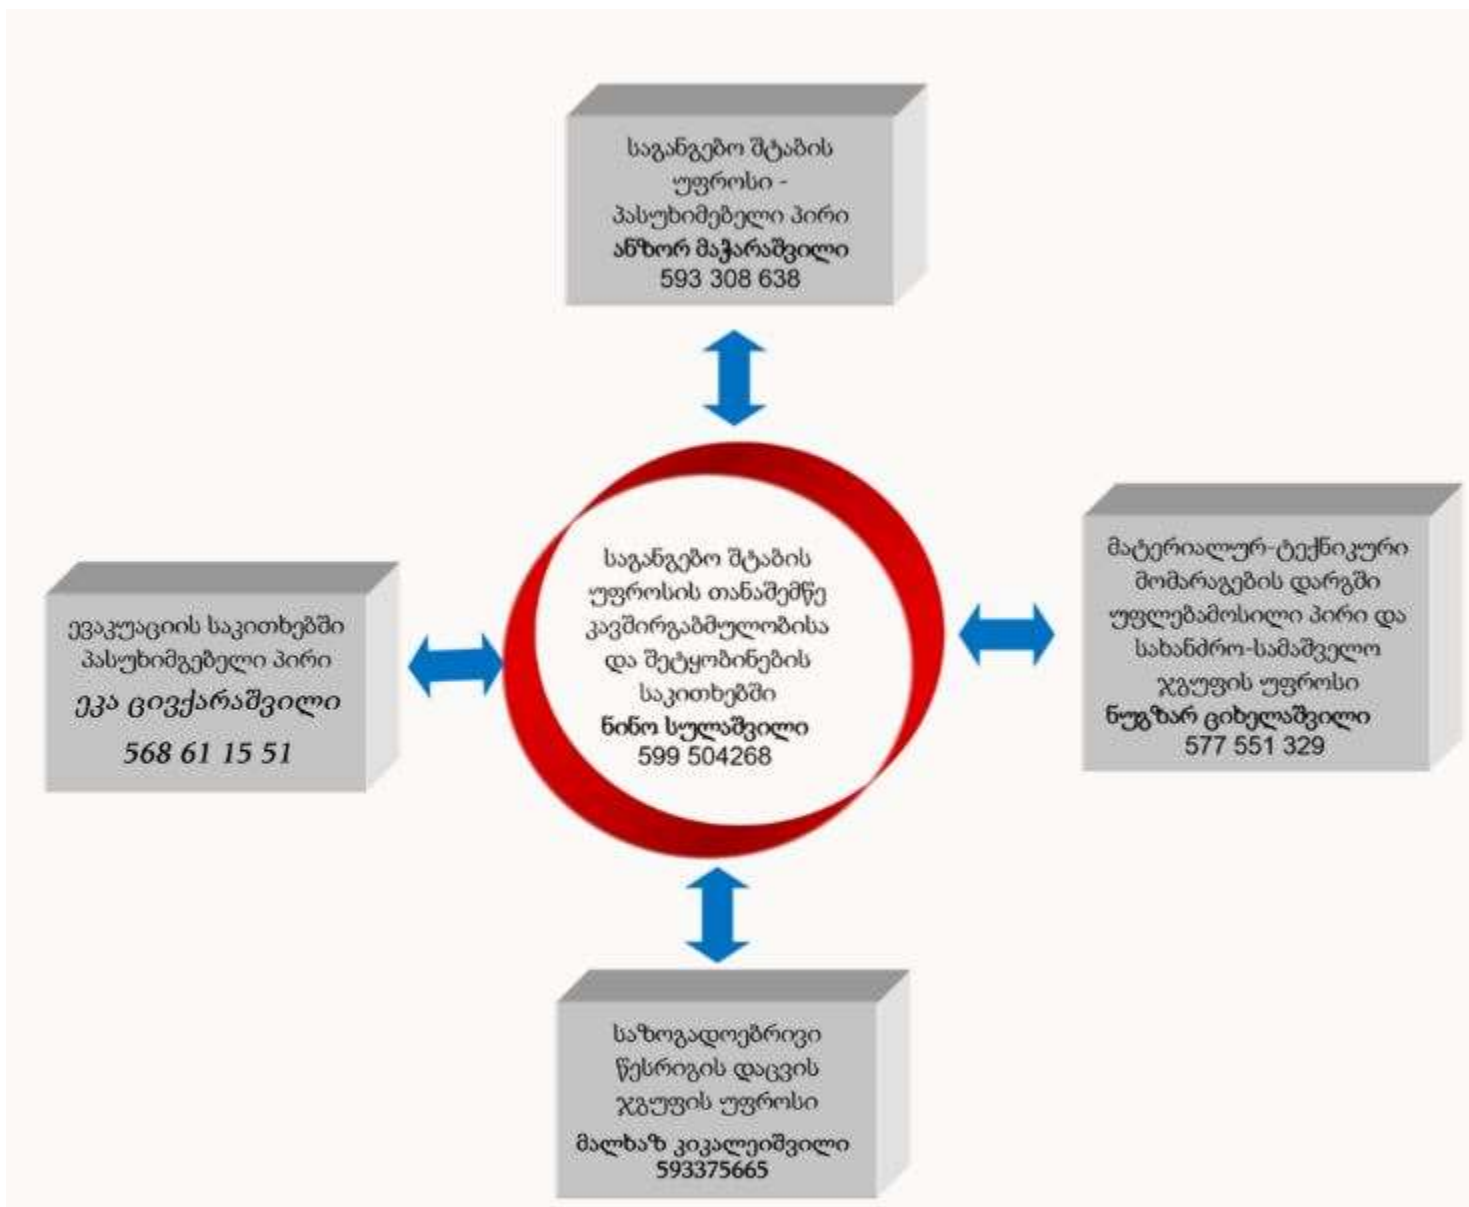 საგანგებო შტაბის
უფროსი -
პასუხიმებელი პირი
ანზორ მაჭარაშვილი
593 308 638
ევაკუაციის საკითხებში
პასუხიმგებელი პირი
ეკა ცივქარაშვილი
568 61 15 51
საგანგებო შტაბის
უფროსის თანაშემწე
კავშირგაბმულობისა
და შეტყობინების
საკითხებში
ნინო სულაშვილი
599 504268
მატერიალურ-ტექნიკური
მომარაგების დარგში
უფლებამოსილი პირი და
სახანძრო-სამაშველო
ჯგუფის უფროსი
ნუგზარ ციხელაშვილი
577 551 329
საზოგადოებრივი
წესრიგის დაცვის
ჯგუფის უფროსი
მალხაზ კიკალეიშვილი
593375665